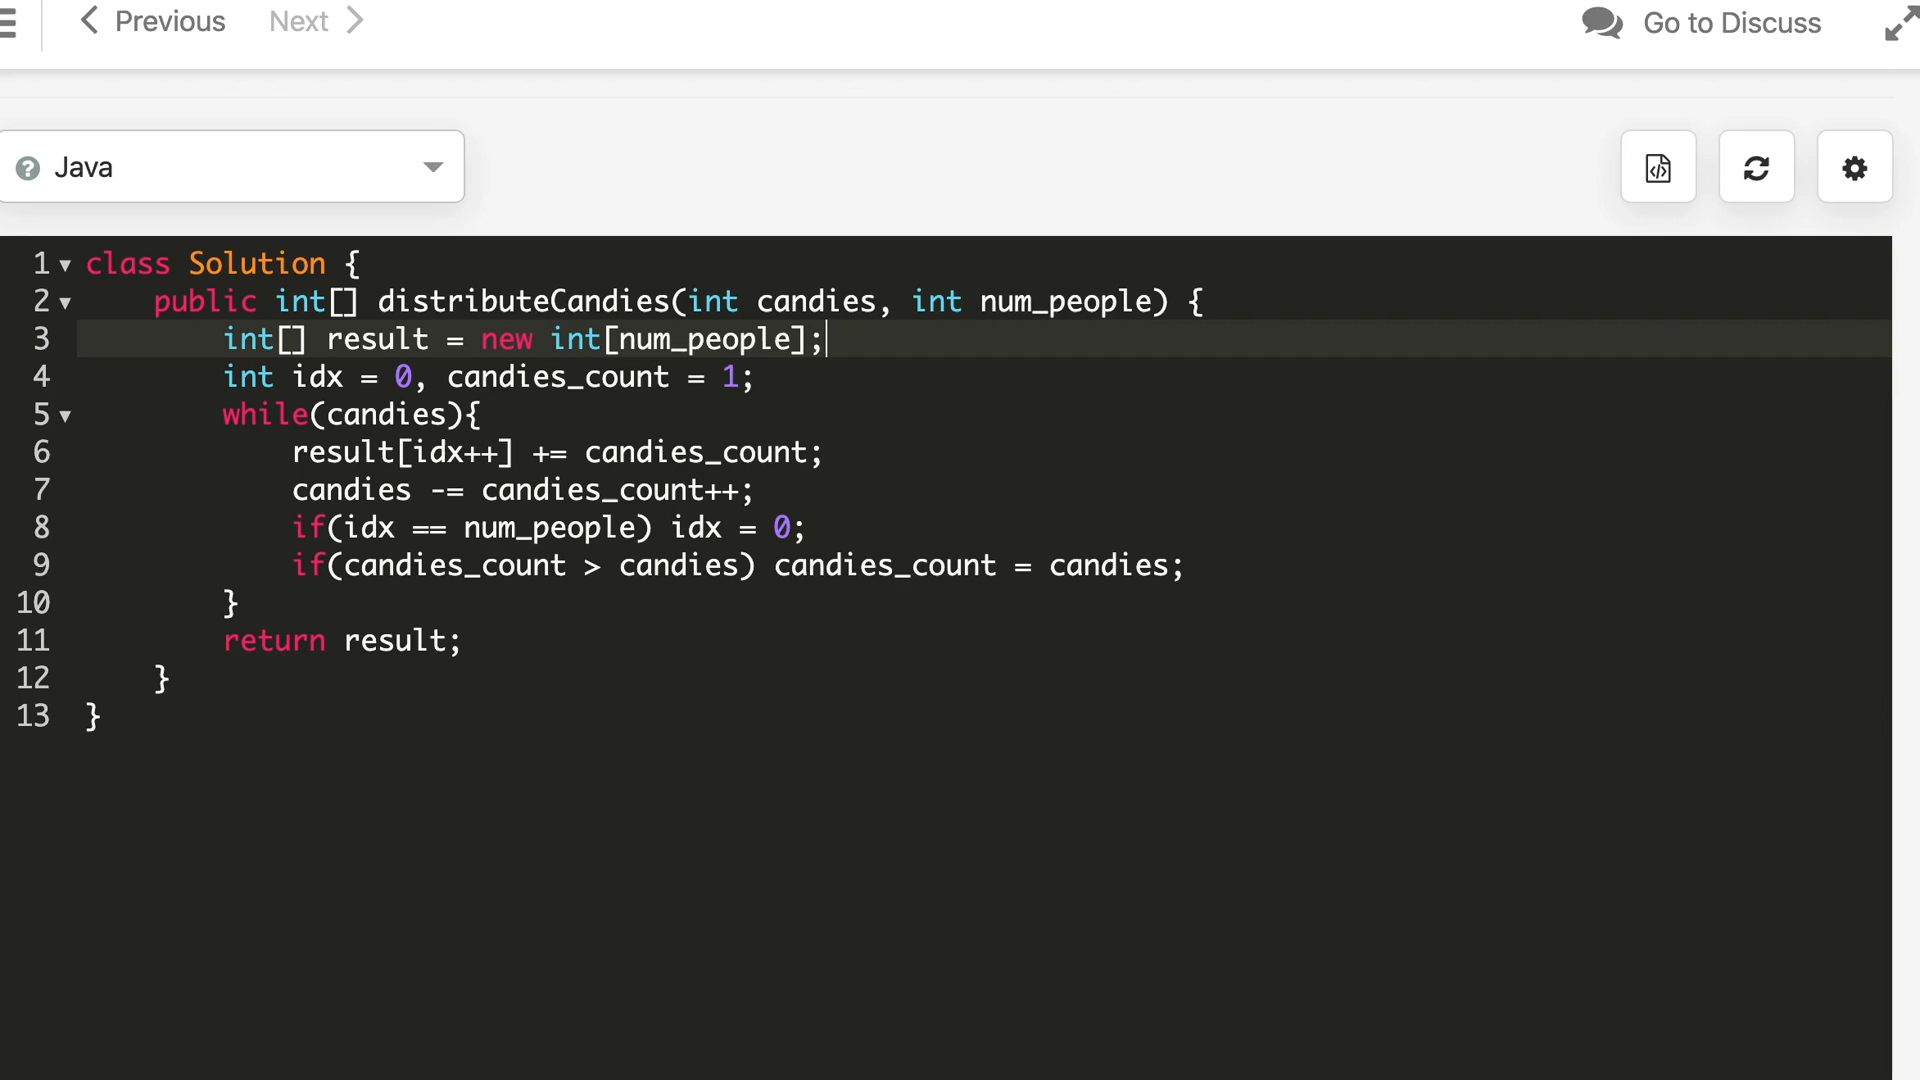 Previous Next Go to Discuss
Java
1 class Solution {
2 public int[] distributeCandies(int candies, int num_people) {
3 int[] result = new int[num_people];
4 int idx = 0, candies_count = 1;
5 while(candies){
6 result[idx++] += candies_count;
7 candies -= candies_count++;
8 if(idx == num_people) idx = 0;
9 if(candies_count > candies) candies_count = candies;
10 }
11 return result;
12 }
13 }